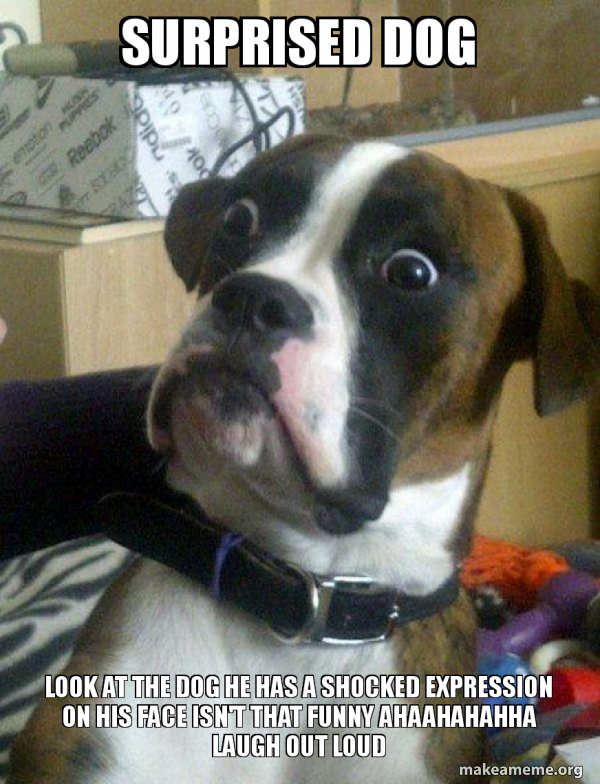 SURPRISED DOG
Reebok
LOOK AT THE DOG HE HAS A SHOCKED EXPRESSION
ON HIS FACE ISN'T THAT FUNNY AHAAHAHAHHA
LAUGH OUT LOUD
makeameme.org